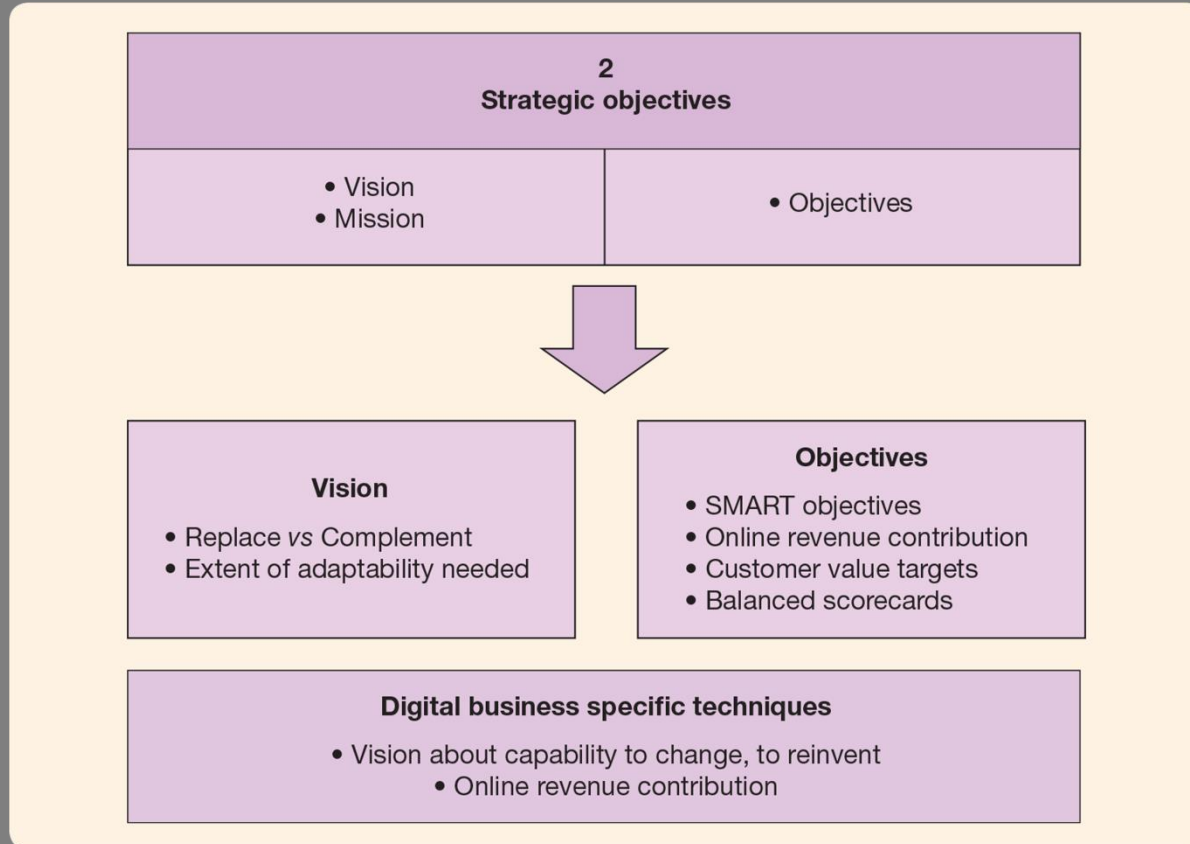 2
Strategic objectives
• Vision
• Mission
• Objectives
Vision
• Replace vs Complement
• Extent of adaptability needed
Objectives
• SMART objectives
• Online revenue contribution
• Customer value targets
• Balanced scorecards
Digital business specific techniques
• Vision about capability to change, to reinvent
• Online revenue contribution